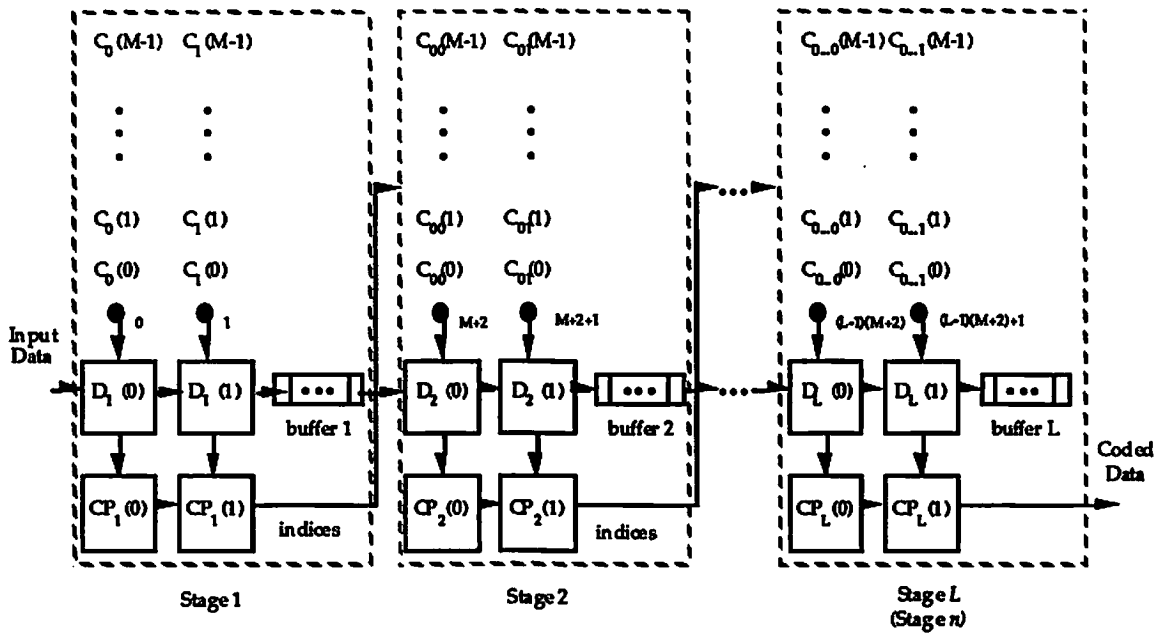 C₀(M-1) C₁(M-1) C₀₀(M-1) C₀₁(M-1) C₀...₀(M-1) C₀...₁(M-1)
C₀(1) C₁(1) C₀₀(1) C₀₁(1) C₀...₀(1) C₀...₁(1)
C₀(0) C₁(0) C₀₀(0) C₀₁(0) C₀...₀(0) C₀...₁(0)
0 1 M+2 M+2+1 (L-1)(M+2) (L-1)(M+2)+1
Input
Data
D₁(0) D₁(1) ••• D₂(0) D₂(1) ••• ••• D_L(0) D_L(1) •••
buffer 1 buffer 2 buffer L
Coded
Data
CP₁(0) CP₁(1) CP₂(0) CP₂(1) CP_L(0) CP_L(1)
indices indices
Stage 1 Stage 2 Stage L
(Stage n)